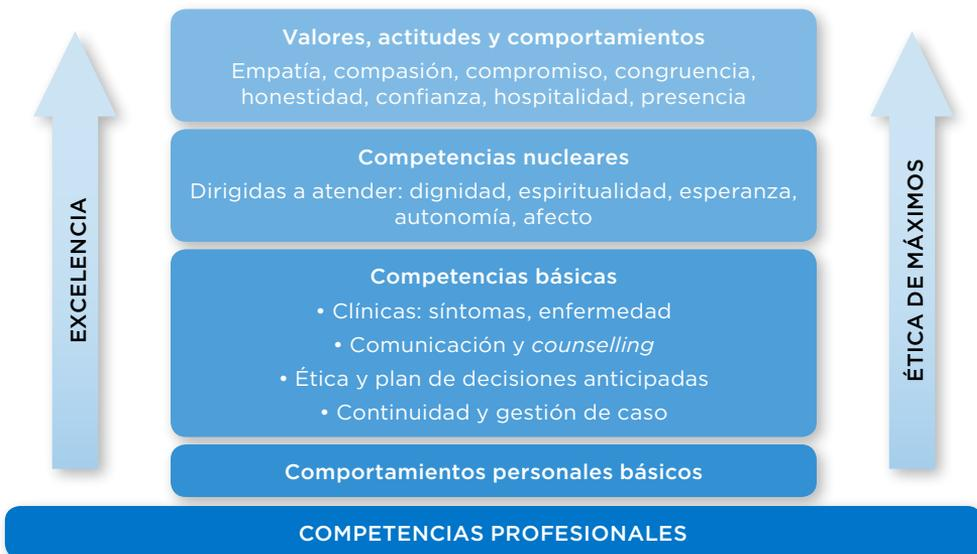 Valores, actitudes y comportamientos
Empatía, compasión, compromiso, congruencia,
honestidad, confianza, hospitalidad, presencia
Competencias nucleares
Dirigidas a atender: dignidad, espiritualidad, esperanza,
autonomía, afecto
Competencias básicas
• Clínicas: síntomas, enfermedad
• Comunicación y counselling
• Ética y plan de decisiones anticipadas
• Continuidad y gestión de caso
Comportamientos personales básicos
COMPETENCIAS PROFESIONALES
EXCELENCIA
ÉTICA DE MÁXIMOS